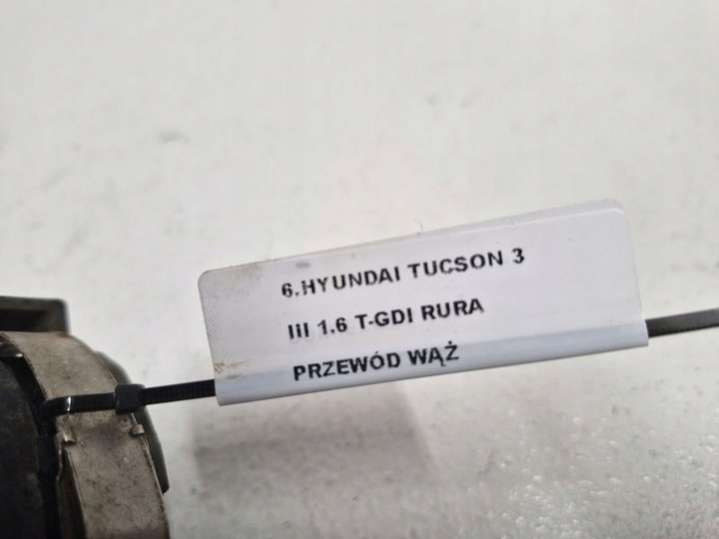 6.HYUNDAI TUCSON 3
III 1.6 T-GDI RURA
PRZEWÓD WĄŻ